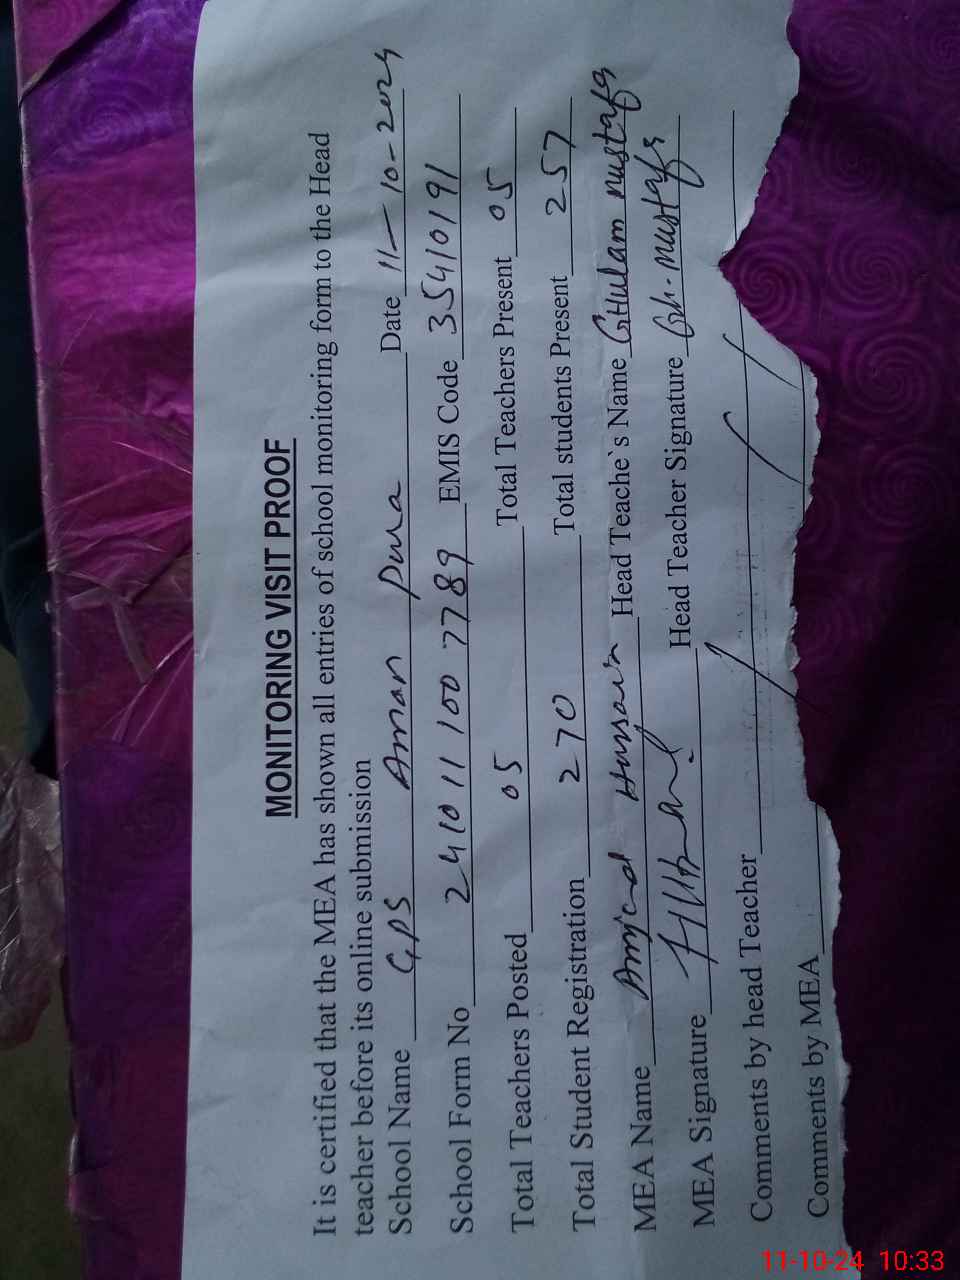 MONITORING VISIT PROOF
It is certified that the MEA has shown all entries of school monitoring form to the Head
teacher before its online submission
School Name GPS Aman pura Date 11-10-2024
School Form No 2410111007789 EMIS Code 35410191
Total Teachers Posted 05 Total Teachers Present 05
Total Student Registration 270 Total students Present 257
MEA Name Amjad Hussain Head Teache`s Name GHulam mustafa
MEA Signature Head Teacher Signature Gh-mustafa
Comments by head Teacher
Comments by MEA
11-10-24 10:33